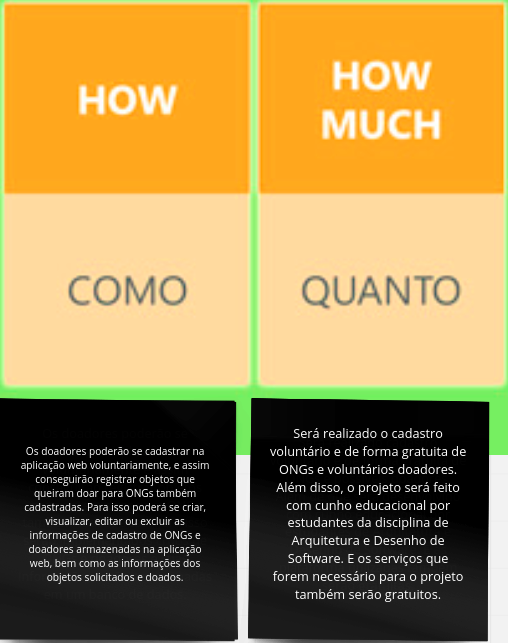 HOW
HOW
MUCH
COMO
QUANTO
Os doadores poderão se cadastrar na
aplicação web voluntariamente, e assim
conseguirão registrar objetos que
queiram doar para ONGs também
cadastradas. Para isso poderá se criar,
visualizar, editar ou excluir as
informações de cadastro de ONGs e
doadores armazenadas na aplicação
web, bem como as informações dos
objetos solicitados e doados.
Será realizado o cadastro
voluntário e de forma gratuita de
ONGs e voluntários doadores.
Além disso, o projeto será feito
com cunho educacional por
estudantes da disciplina de
Arquitetura e Desenho de
Software. E os serviços que
forem necessário para o projeto
também serão gratuitos.